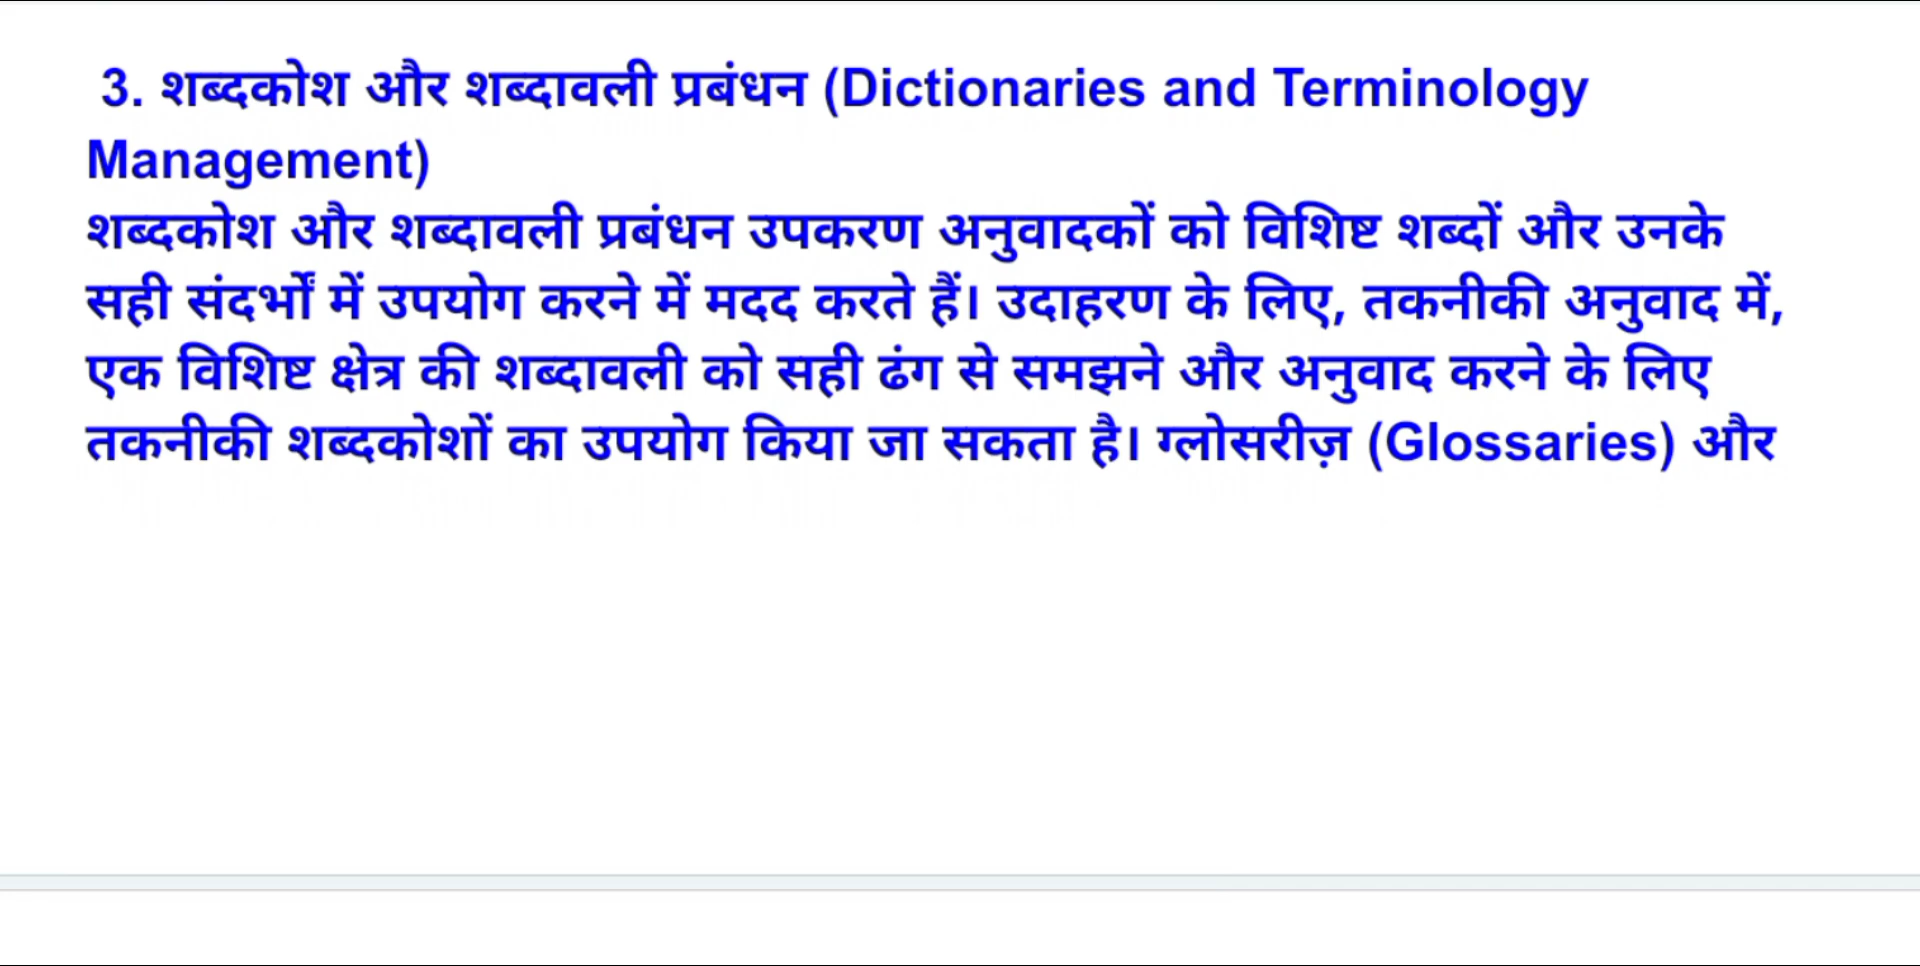 3. शब्दकोश और शब्दावली प्रबंधन (Dictionaries and Terminology
Management)
शब्दकोश और शब्दावली प्रबंधन उपकरण अनुवादकों को विशिष्ट शब्दों और उनके
सही संदर्भों में उपयोग करने में मदद करते हैं। उदाहरण के लिए, तकनीकी अनुवाद में,
एक विशिष्ट क्षेत्र की शब्दावली को सही ढंग से समझने और अनुवाद करने के लिए
तकनीकी शब्दकोशों का उपयोग किया जा सकता है। ग्लोसरीज़ (Glossaries) और